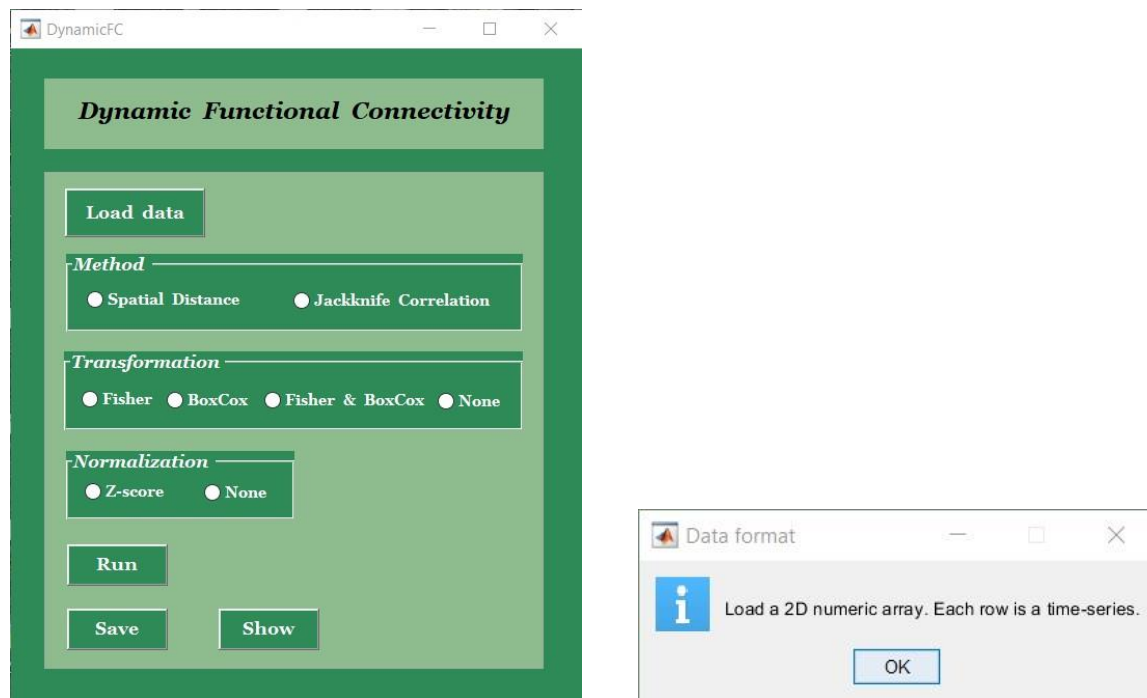 DynamicFC
Dynamic Functional Connectivity
Load data
Method
Spatial Distance Jackknife Correlation
Transformation
Fisher BoxCox Fisher & BoxCox None
Normalization
Z-score None
Run
Save Show
Data format
Load a 2D numeric array. Each row is a time-series.
OK